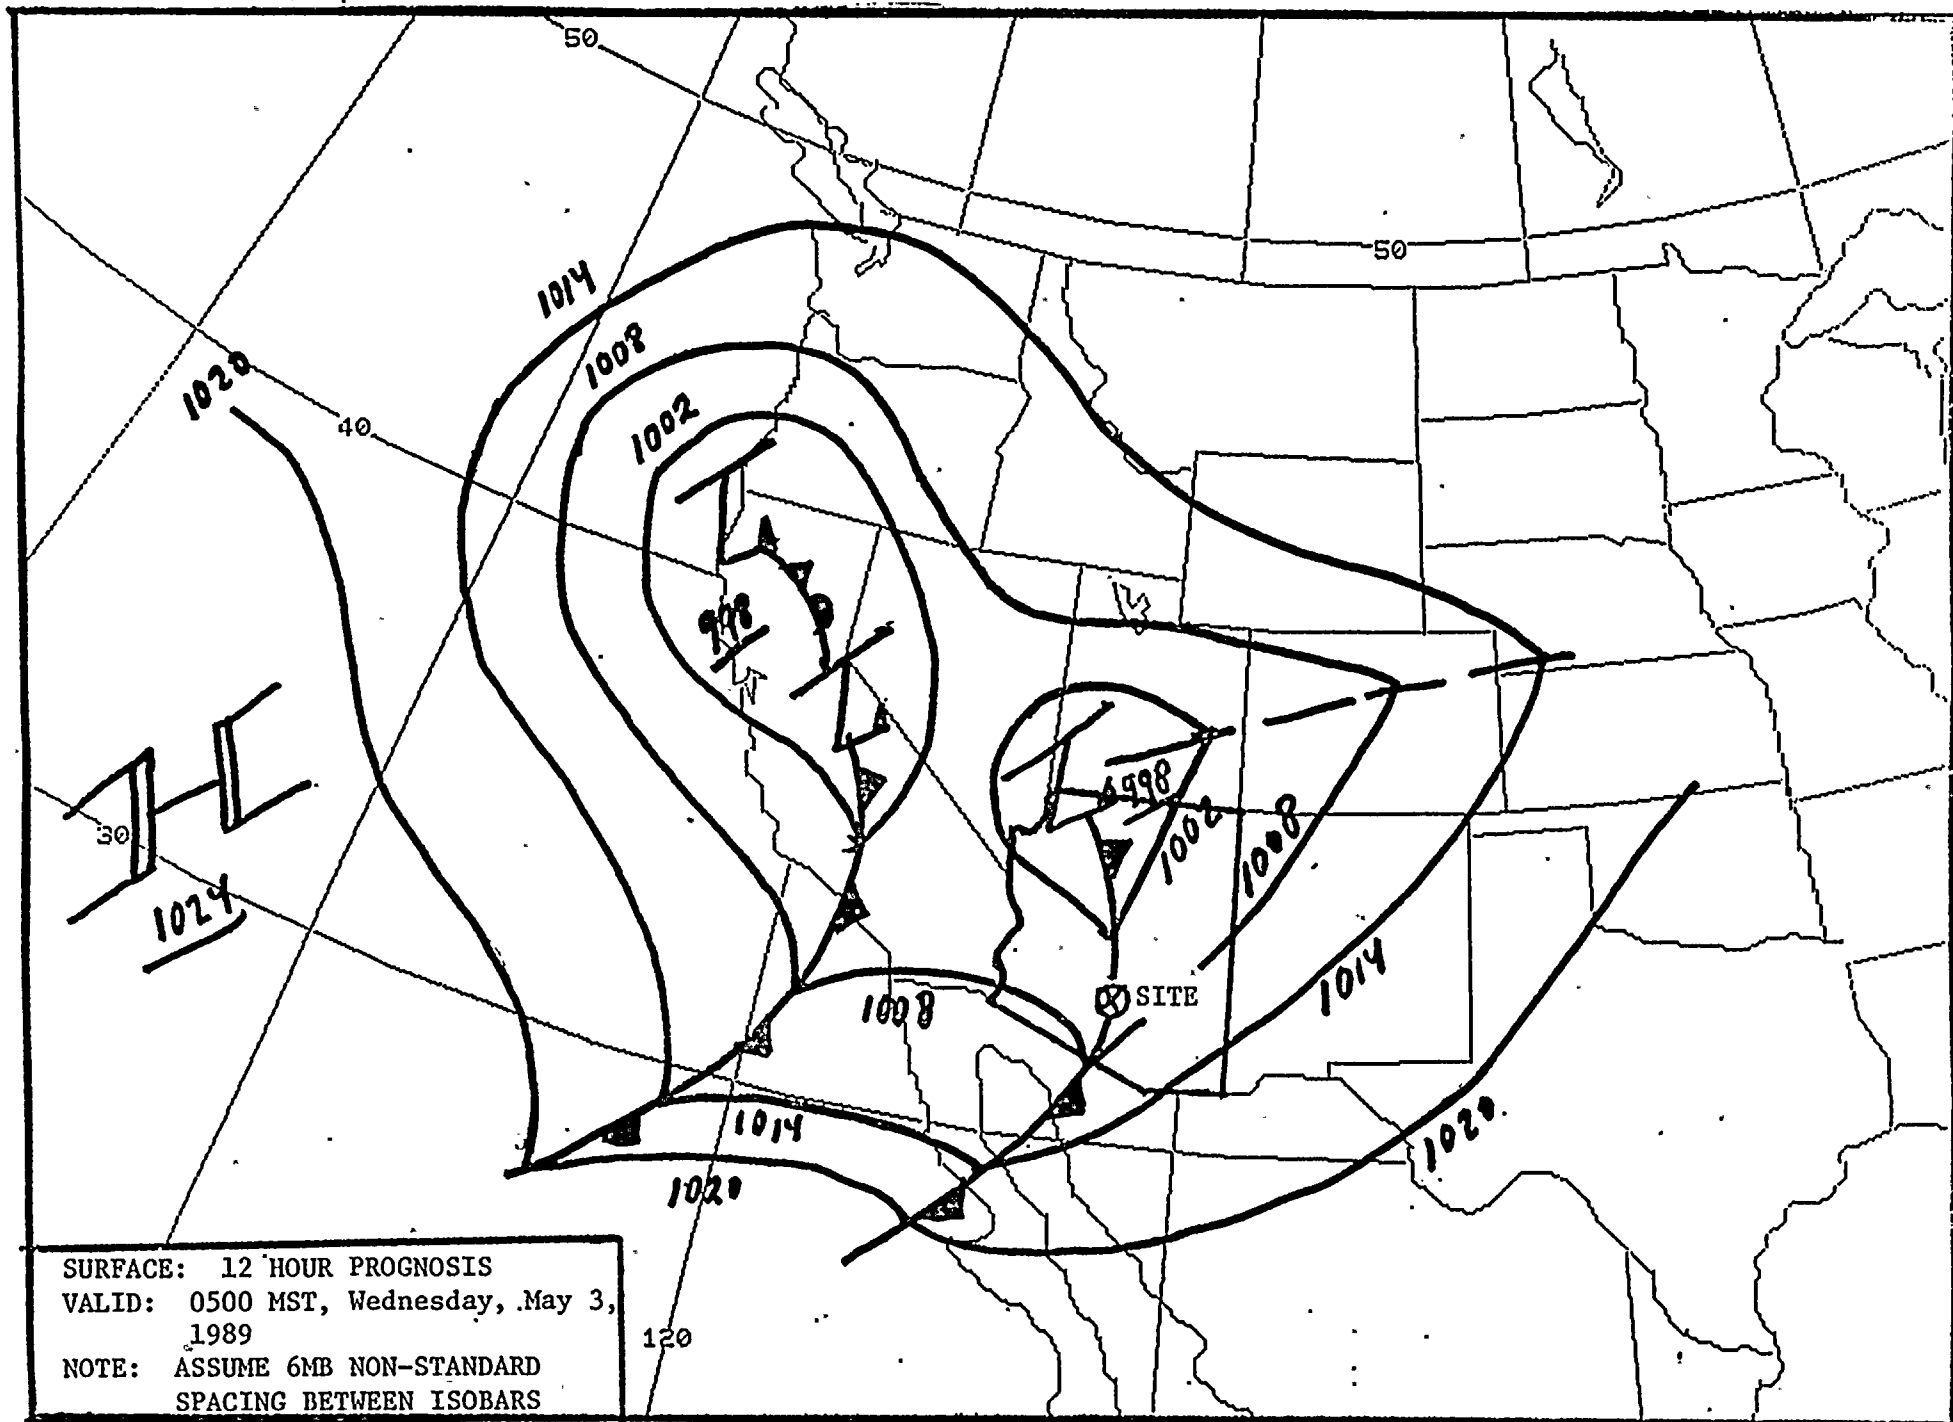 50
50
1014
1008
1020
1002
40
L
998
L
H
30
1024
L
998
1002
1008
1014
SITE
1008
1014
1020
1020
SURFACE: 12 HOUR PROGNOSIS
VALID: 0500 MST, Wednesday, May 3,
1989
NOTE: ASSUME 6MB NON-STANDARD
SPACING BETWEEN ISOBARS
120